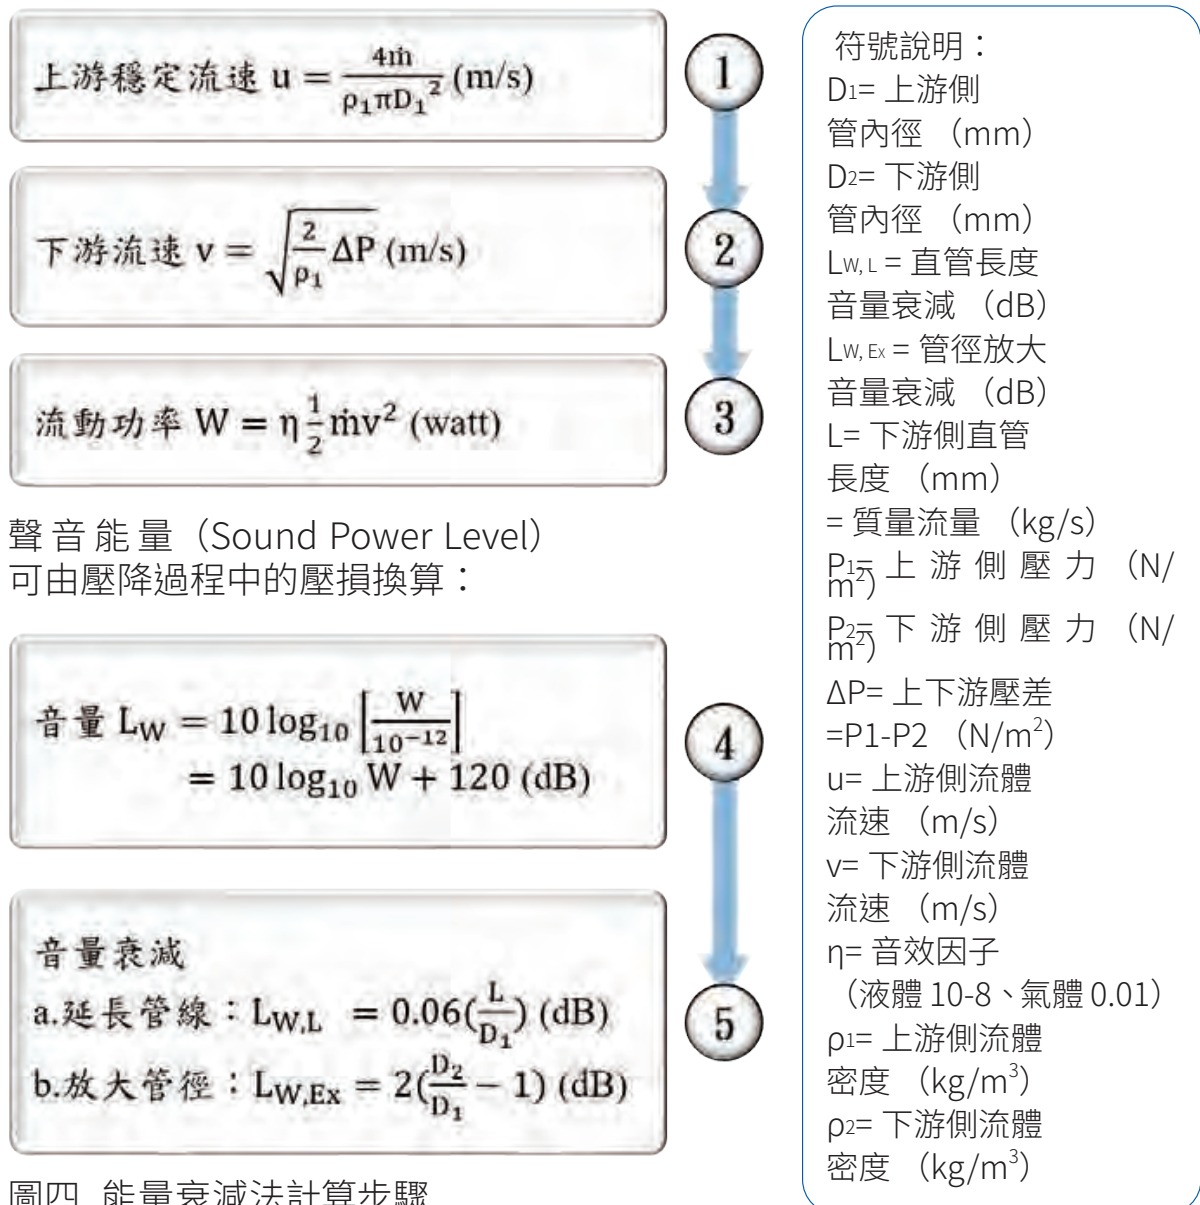 上游穩定流速 u = 4ṁ / ρ₁πD₁² (m/s)
1
下游流速 v = √(2/ρ₁ ΔP) (m/s)
2
流動功率 W = η 1/2 ṁv² (watt)
3
聲音能量（Sound Power Level）
可由壓降過程中的壓損換算：
音量 L_W = 10 log₁₀ [W / 10⁻¹²]
= 10 log₁₀ W + 120 (dB)
4
音量衰減
a.延長管線：L_W,L = 0.06(L/D₁) (dB)
b.放大管徑：L_W,Ex = 2(D₂/D₁ − 1) (dB)
5
圖四 能量衰減法計算步驟
符號說明：
D1= 上游側
管內徑 （mm）
D2= 下游側
管內徑 （mm）
LW, L = 直管長度
音量衰減 （dB）
LW, Ex = 管徑放大
音量衰減 （dB）
L= 下游側直管
長度 （mm）
= 質量流量 （kg/s）
P1= 上游側壓力 （N/
m²）
P2= 下游側壓力 （N/
m²）
ΔP= 上下游壓差
=P1-P2 （N/m²）
u= 上游側流體
流速 （m/s）
v= 下游側流體
流速 （m/s）
η= 音效因子
（液體 10-8、氣體 0.01）
ρ1= 上游側流體
密度 （kg/m³）
ρ2= 下游側流體
密度 （kg/m³）